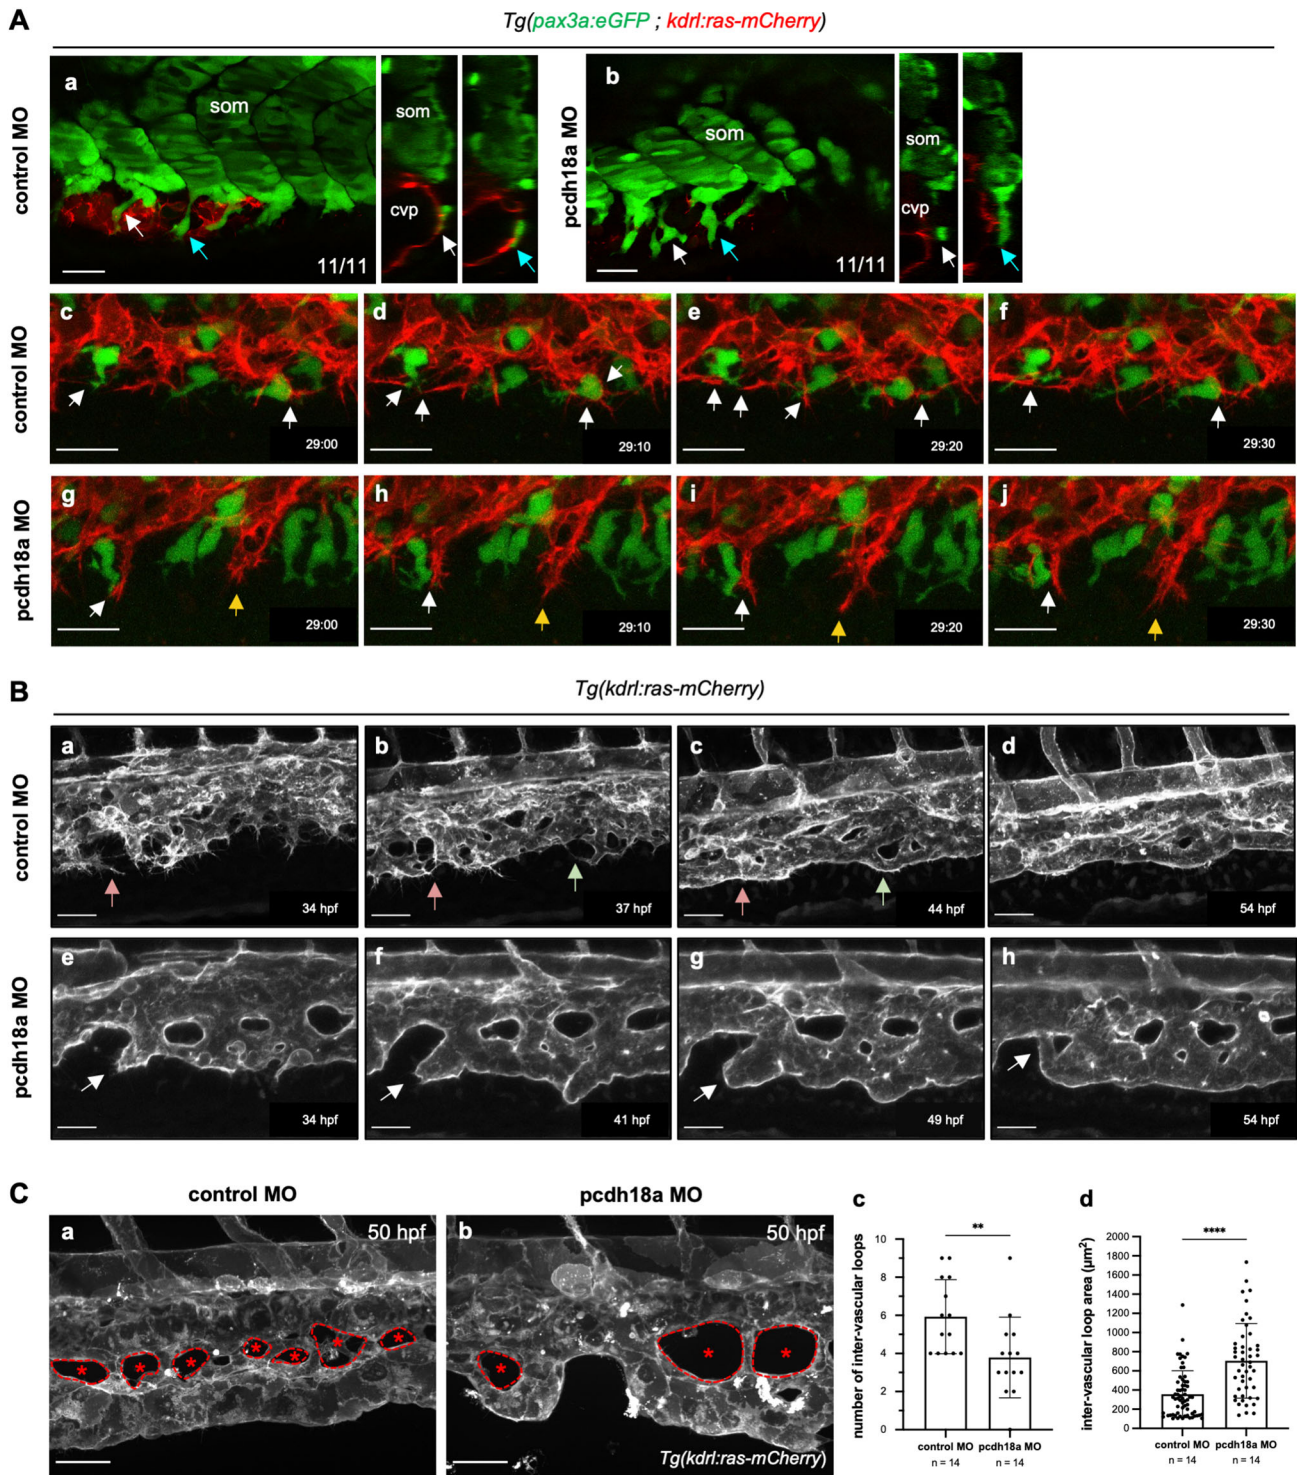 A
Tg(pax3a:eGFP ; kdrl:ras-mCherry)
control MO
a
som
11/11
som
cvp
pcdh18a MO
b
som
11/11
som
cvp
control MO
c
29:00
d
29:10
e
29:20
f
29:30
pcdh18a MO
g
29:00
h
29:10
i
29:20
j
29:30
B
Tg(kdrl:ras-mCherry)
control MO
a
34 hpf
b
37 hpf
c
44 hpf
d
54 hpf
pcdh18a MO
e
34 hpf
f
41 hpf
g
49 hpf
h
54 hpf
C
control MO
a
50 hpf
* * * * * * *
pcdh18a MO
b
50 hpf
* * *
Tg(kdrl:ras-mCherry)
c
**
number of inter-vascular loops
10
8
6
4
2
0
control MO
pcdh18a MO
n = 14
n = 14
d
****
inter-vascular loop area (µm²)
2000
1800
1600
1400
1200
1000
800
600
400
200
0
control MO
pcdh18a MO
n = 14
n = 14